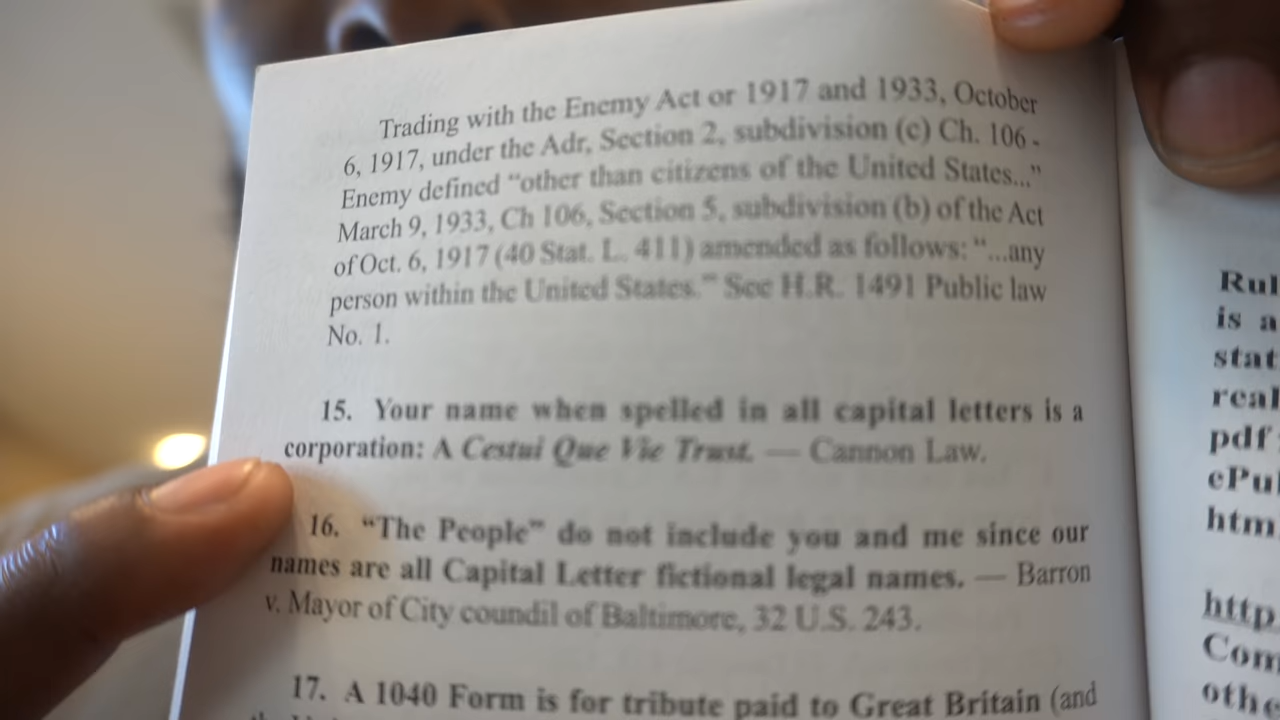 Trading with the Enemy Act or 1917 and 1933, October
6, 1917, under the Adr, Section 2, subdivision (c) Ch. 106 -
Enemy defined “other than citizens of the United States...”
March 9, 1933, Ch 106, Section 5, subdivision (b) of the Act
of Oct. 6, 1917 (40 Stat. L. 411) amended as follows: “...any
person within the United States.” See H.R. 1491 Public law
No. 1.
15. Your name when spelled in all capital letters is a
corporation: A Cestui Que Vie Trust. — Cannon Law.
16. “The People” do not include you and me since our
names are all Capital Letter fictional legal names. — Barron
v. Mayor of City coundil of Baltimore, 32 U.S. 243.
17. A 1040 Form is for tribute paid to Great Britain (and
Rul
is a
stat
real
pdf
ePul
htm
http
Com
othe